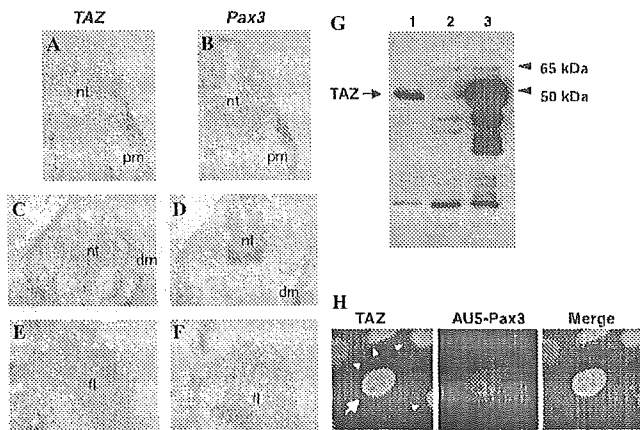 TAZ Pax3
A nt pm
B nt pm
C nt dm
D nt dm
E fl
F fl
G
1 2 3
65 kDa
TAZ 50 kDa
H
TAZ AU5-Pax3 Merge